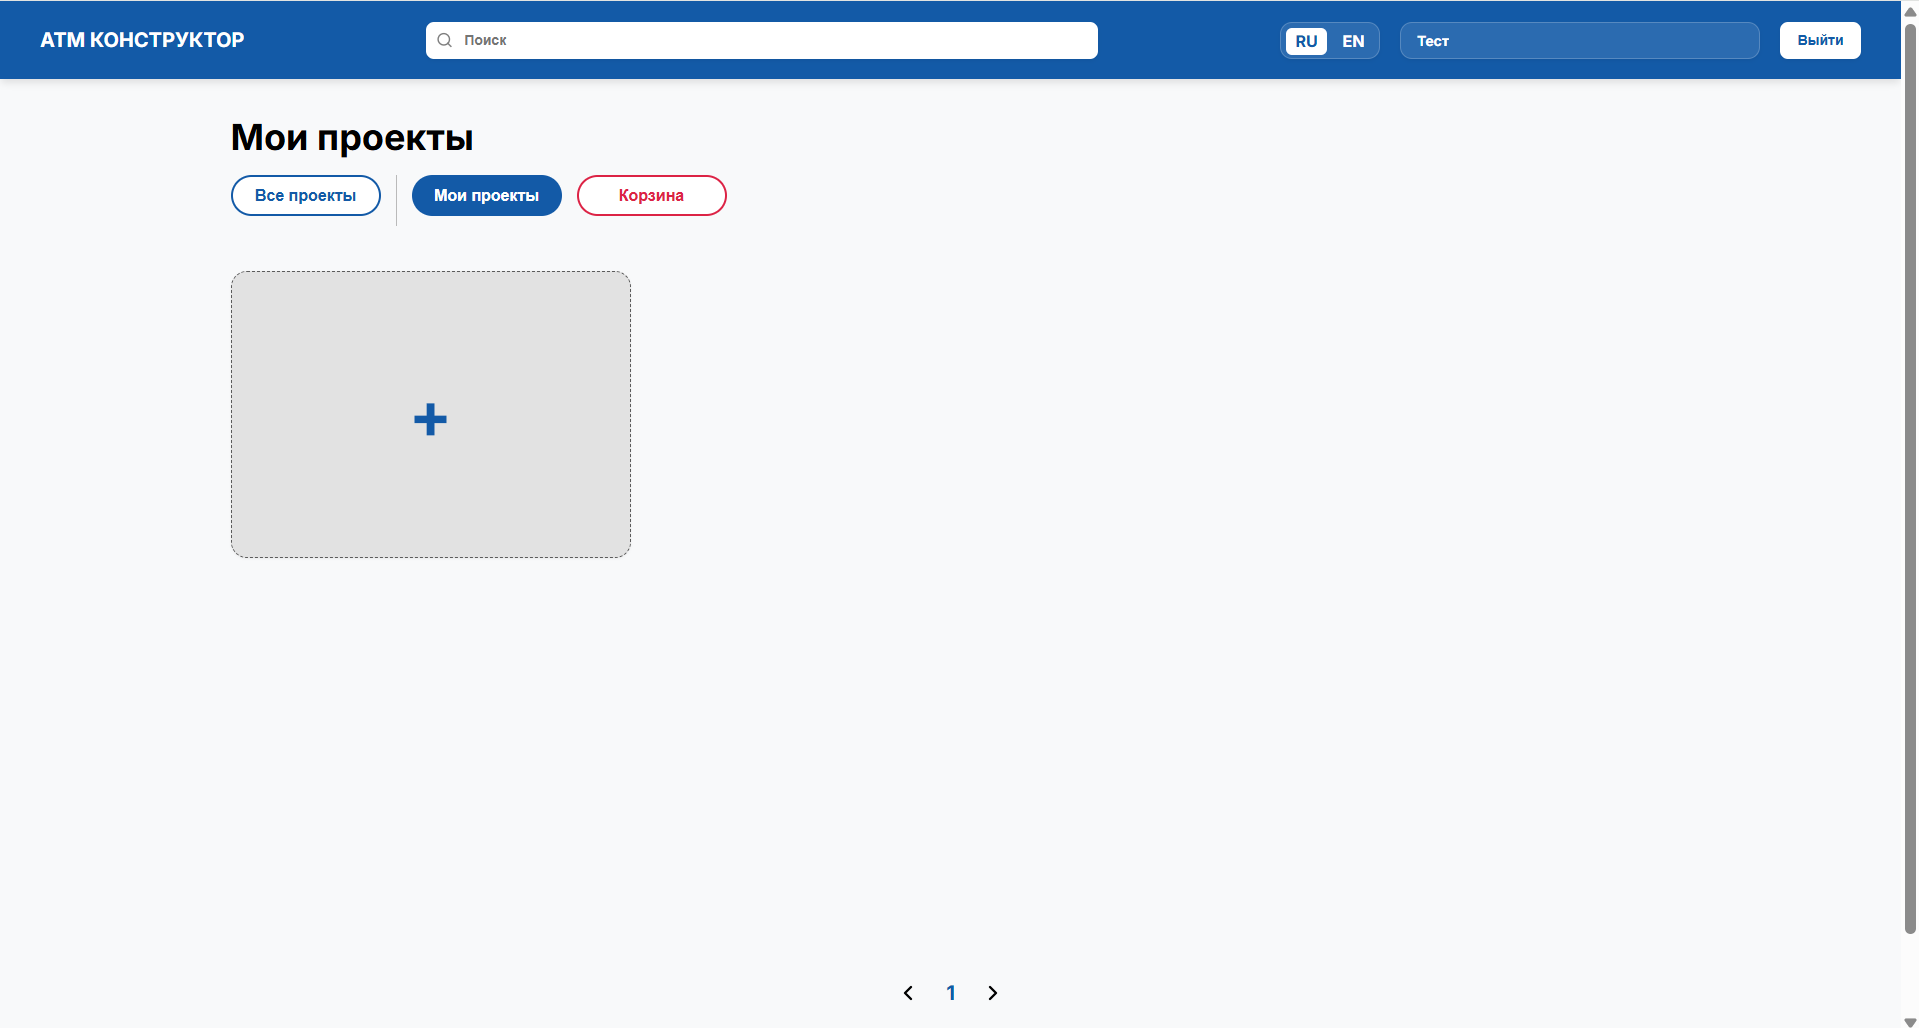 АТМ КОНСТРУКТОР
Поиск
RU EN
Тест
Выйти
Мои проекты
Все проекты
Мои проекты
Корзина
+
1